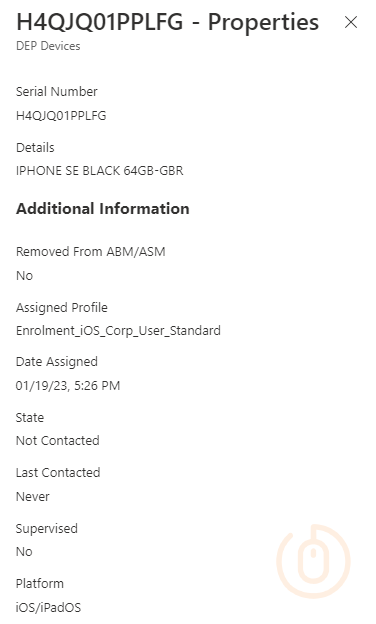 H4QJQ01PPLFG - Properties
DEP Devices
Serial Number
H4QJQ01PPLFG
Details
IPHONE SE BLACK 64GB-GBR
Additional Information
Removed From ABM/ASM
No
Assigned Profile
Enrolment_iOS_Corp_User_Standard
Date Assigned
01/19/23, 5:26 PM
State
Not Contacted
Last Contacted
Never
Supervised
No
Platform
iOS/iPadOS